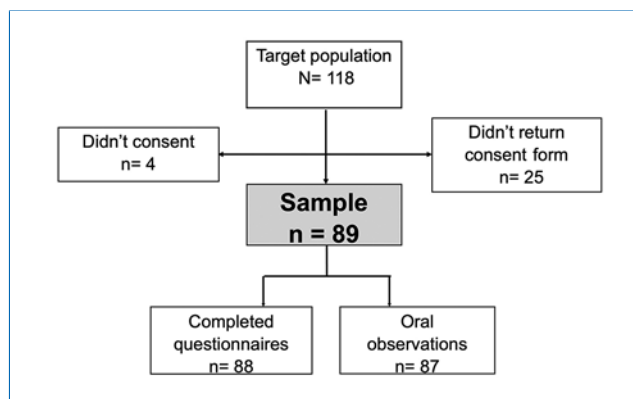 Target population
N= 118
Didn't consent
n= 4
Didn't return
consent form
n= 25
Sample
n = 89
Completed
questionnaires
n= 88
Oral
observations
n= 87